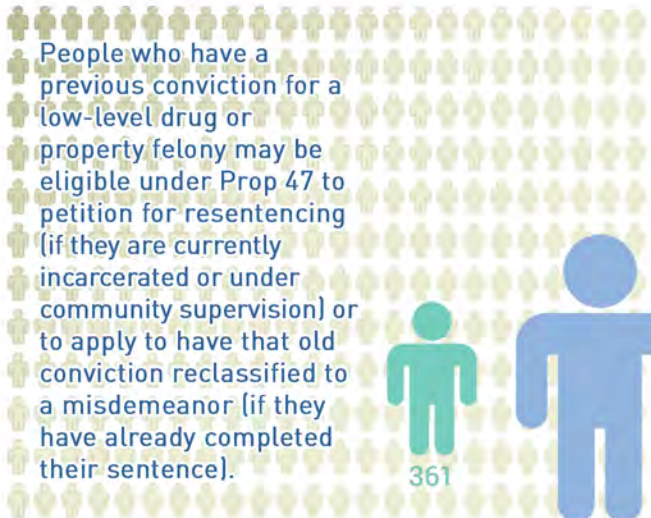 People who have a
previous conviction for a
low-level drug or
property felony may be
eligible under Prop 47 to
petition for resentencing
(if they are currently
incarcerated or under
community supervision) or
to apply to have that old
conviction reclassified to
a misdemeanor (if they
have already completed
their sentence).
361